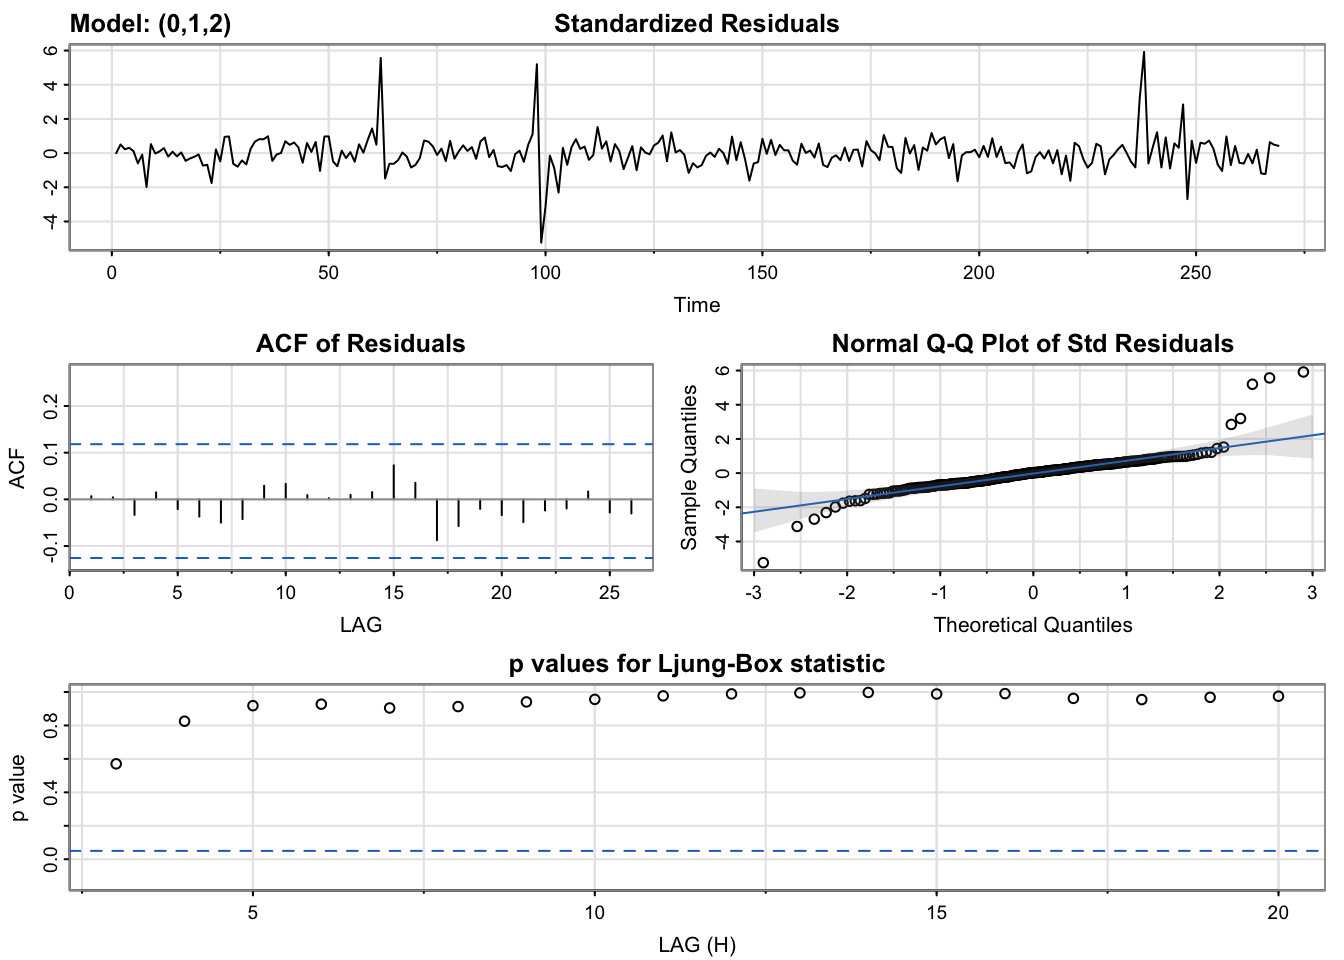 Model: (0,1,2) Standardized Residuals
6
4
2
0
-2
-4
0 50 100 150 200 250
Time
ACF of Residuals
ACF
0.2
0.1
0.0
-0.1
0 5 10 15 20 25
LAG
Normal Q-Q Plot of Std Residuals
Sample Quantiles
6
4
2
0
-2
-4
-3 -2 -1 0 1 2 3
Theoretical Quantiles
p values for Ljung-Box statistic
p value
0.8
0.4
0.0
5 10 15 20
LAG (H)